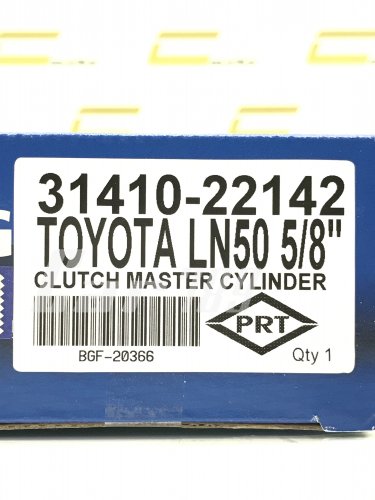 31410-22142
TOYOTA LN50 5/8"
CLUTCH MASTER CYLINDER
PRT
BGF-20366
Qty 1